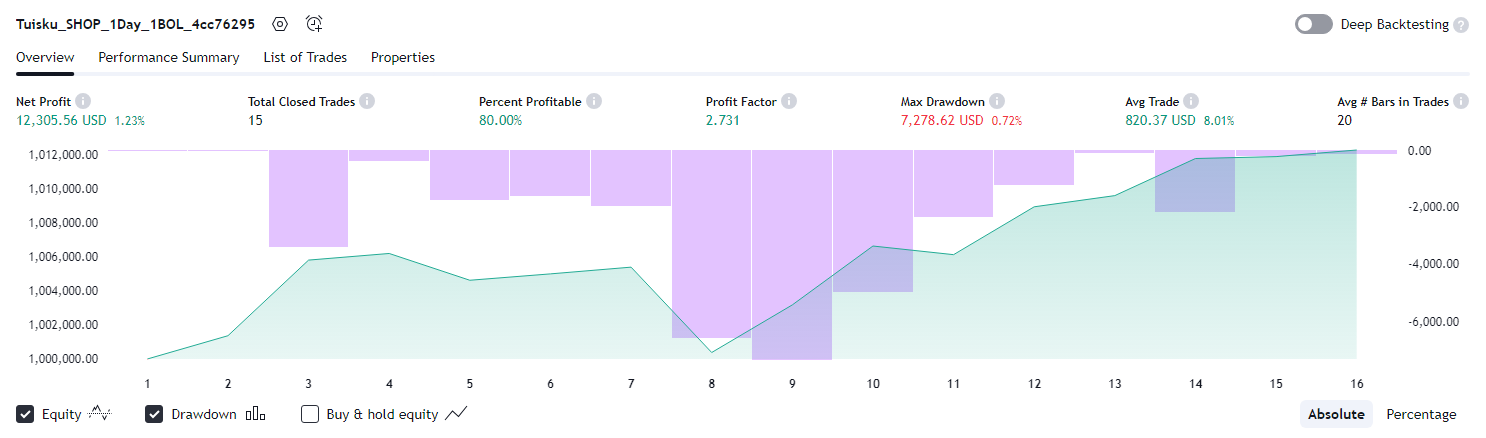 Tuisku_SHOP_1Day_1BOL_4cc76295 Deep Backtesting ?
Overview Performance Summary List of Trades Properties
Net Profit i Total Closed Trades i Percent Profitable i Profit Factor i Max Drawdown i Avg Trade i Avg # Bars in Trades i
12,305.56 USD 1.23% 15 80.00% 2.731 7,278.62 USD 0.72% 820.37 USD 8.01% 20
1,012,000.00 0.00
1,010,000.00
1,008,000.00 -2,000.00
1,006,000.00 -4,000.00
1,004,000.00
1,002,000.00 -6,000.00
1,000,000.00
1 2 3 4 5 6 7 8 9 10 11 12 13 14 15 16
Equity Drawdown Buy & hold equity Absolute Percentage